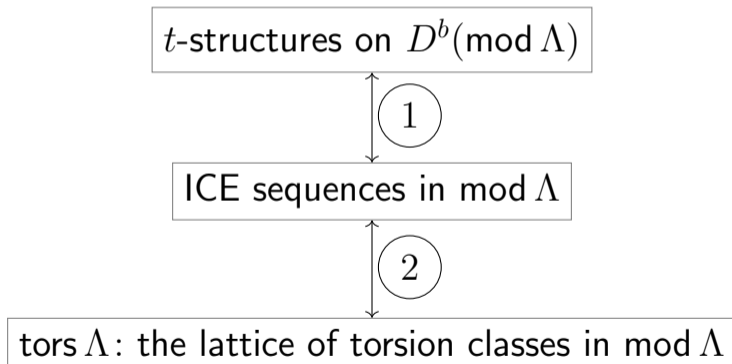 t-structures on D^b(mod Λ)
1
ICE sequences in mod Λ
2
tors Λ: the lattice of torsion classes in mod Λ